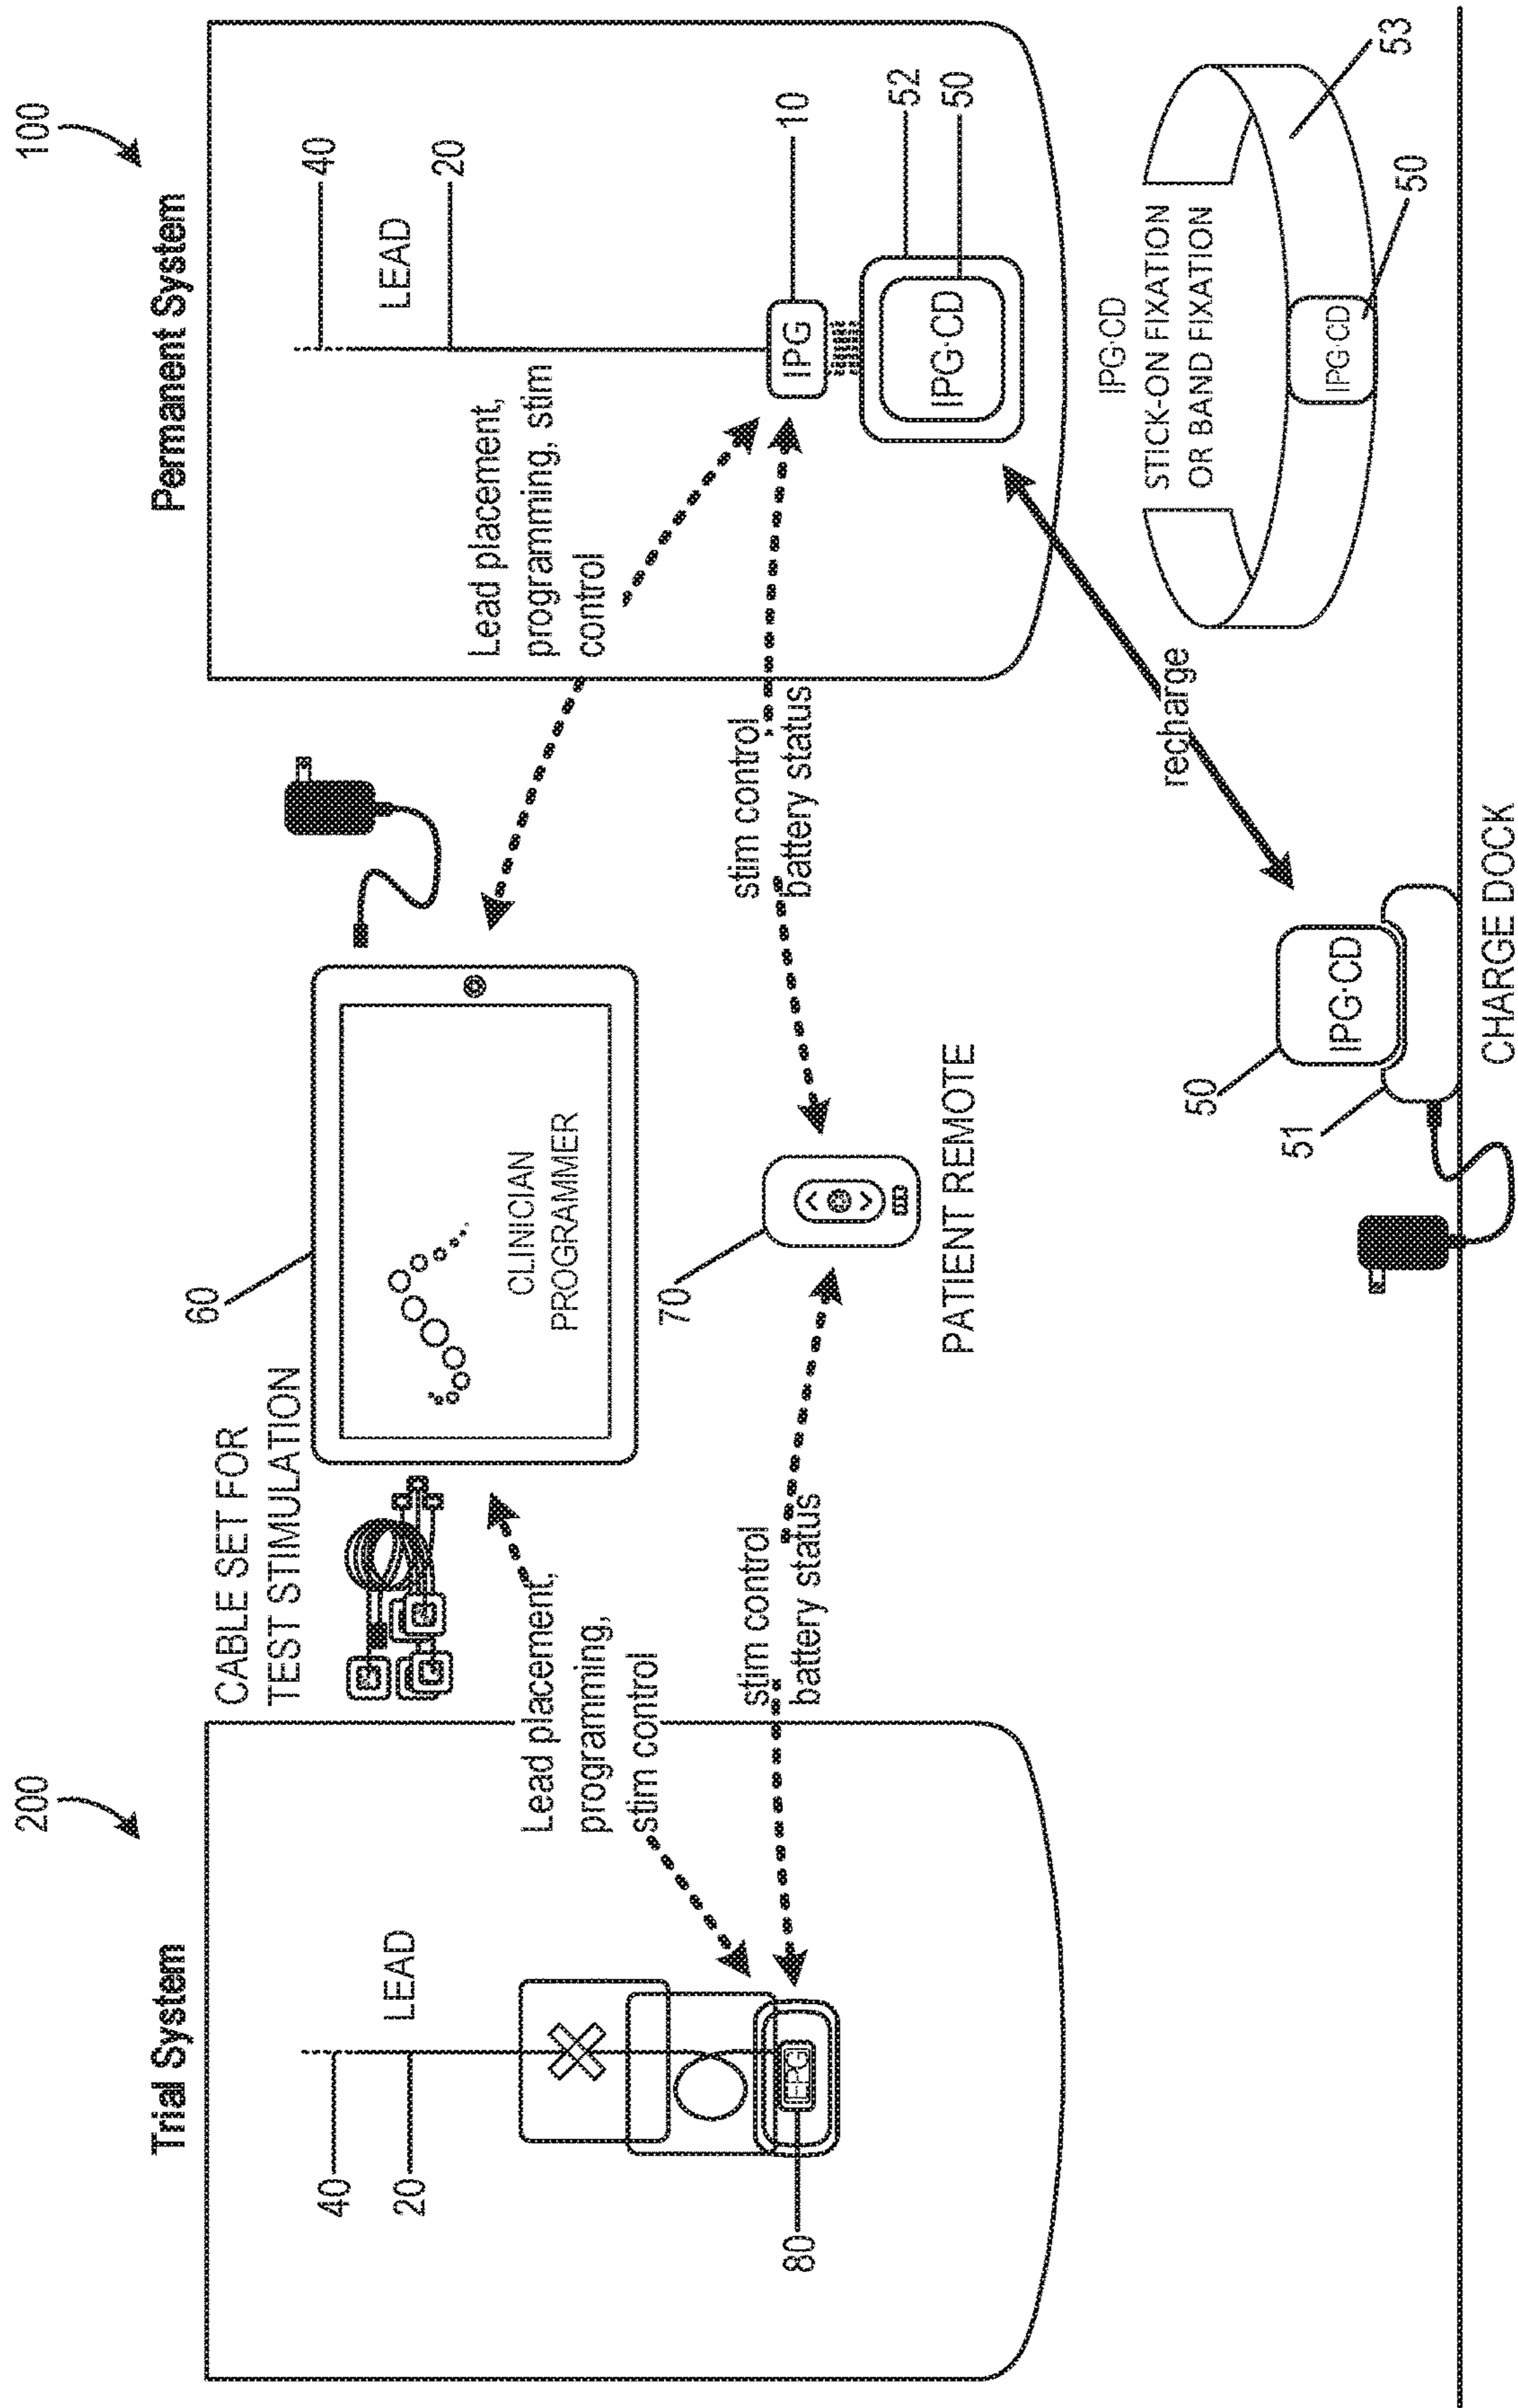 200
Trial System
40
LEAD
20
EPG
80
Lead placement,
programming,
stim control
stim control
battery status
CABLE SET FOR
TEST STIMULATION
60
CLINICIAN
PROGRAMMER
70
PATIENT REMOTE
100
Permanent System
40
LEAD
20
Lead placement,
programming, stim
control
stim control
battery status
IPG
10
IPG·CD
52
50
recharge
IPG·CD
STICK-ON FIXATION
OR BAND FIXATION
IPG·CD
53
50
50
IPG·CD
51
CHARGE DOCK